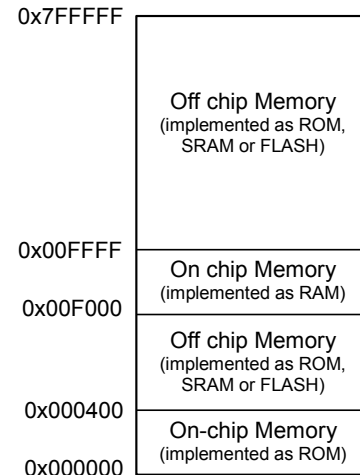 0x7FFFFF
Off chip Memory
(implemented as ROM,
SRAM or FLASH)
0x00FFFF
On chip Memory
(implemented as RAM)
0x00F000
Off chip Memory
(implemented as ROM,
SRAM or FLASH)
0x000400
On-chip Memory
(implemented as ROM)
0x000000